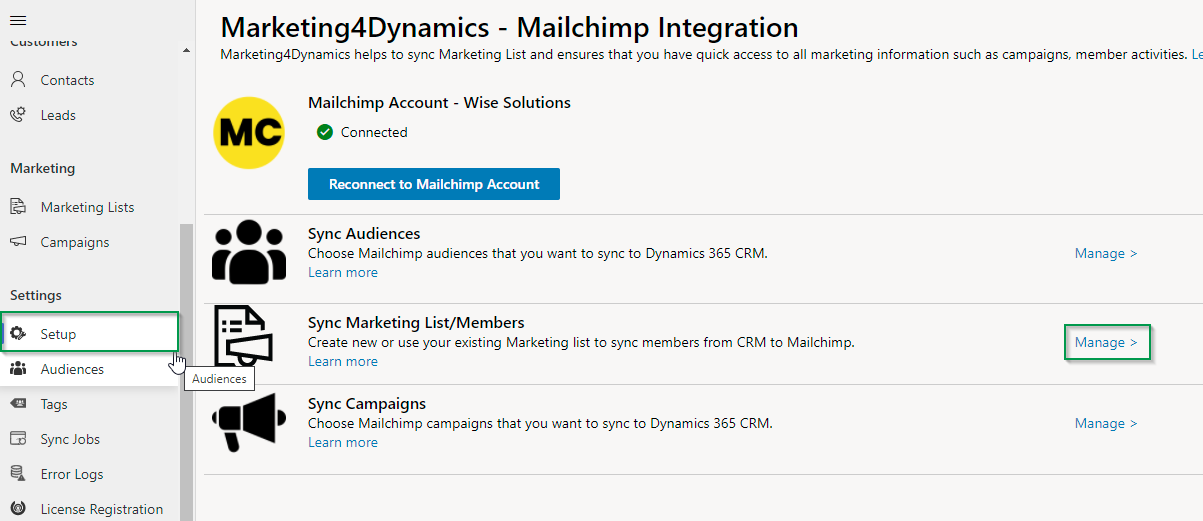 Customers
Contacts
Leads
Marketing
Marketing Lists
Campaigns
Settings
Setup
Audiences
Audiences
Tags
Sync Jobs
Error Logs
License Registration
Marketing4Dynamics - Mailchimp Integration
Marketing4Dynamics helps to sync Marketing List and ensures that you have quick access to all marketing information such as campaigns, member activities. Le
MC
Mailchimp Account - Wise Solutions
Connected
Reconnect to Mailchimp Account
Sync Audiences
Choose Mailchimp audiences that you want to sync to Dynamics 365 CRM.
Manage >
Learn more
Sync Marketing List/Members
Create new or use your existing Marketing list to sync members from CRM to Mailchimp.
Manage >
Learn more
Sync Campaigns
Choose Mailchimp campaigns that you want to sync to Dynamics 365 CRM.
Manage >
Learn more